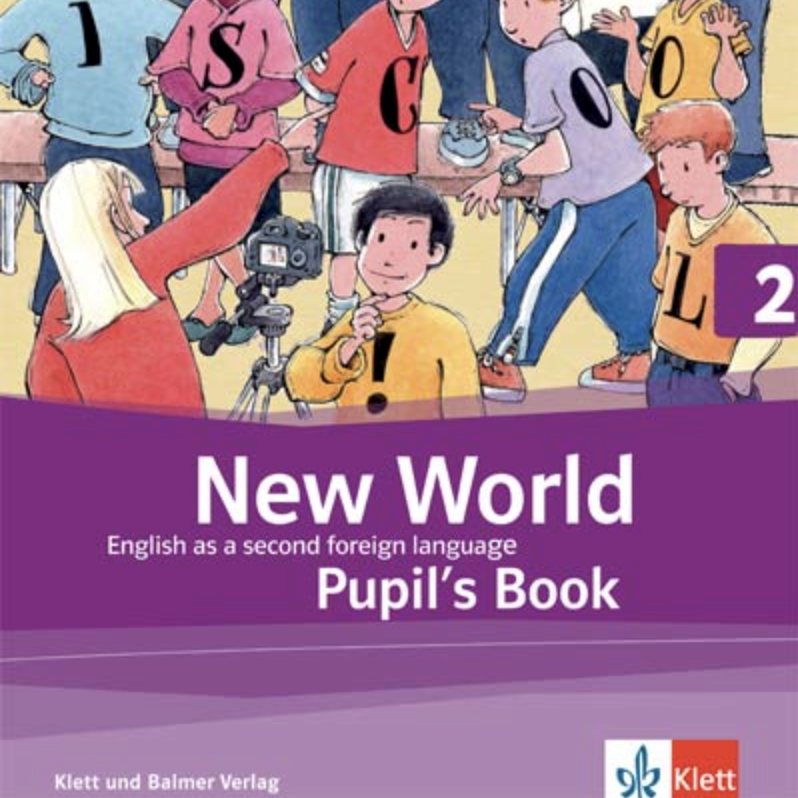 I S C O O
L
!
2
New World
English as a second foreign language
Pupil's Book
Klett und Balmer Verlag
Klett